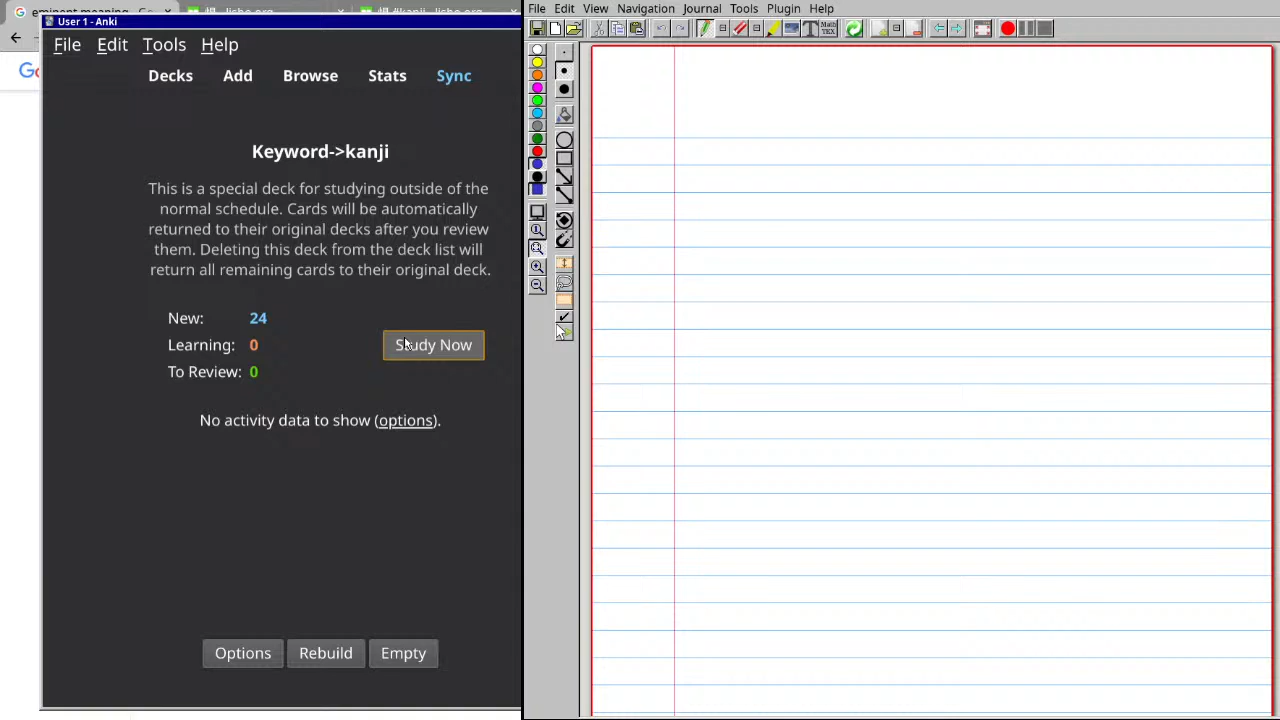 User 1 - Anki
File Edit Tools Help
Decks Add Browse Stats Sync
Keyword->kanji
This is a special deck for studying outside of the
normal schedule. Cards will be automatically
returned to their original decks after you review
them. Deleting this deck from the deck list will
return all remaining cards to their original deck.
New: 24
Learning: 0
Study Now
To Review: 0
No activity data to show (options).
Options Rebuild Empty
File Edit View Navigation Journal Tools Plugin Help